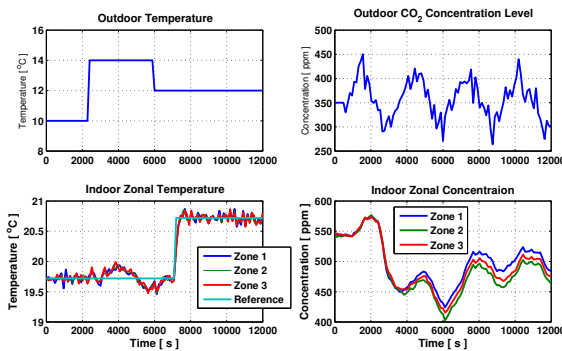 Outdoor Temperature
Temperature [ °C]
16
14
12
10
8
0 2000 4000 6000 8000 10000 12000
Outdoor CO2 Concentration Level
Concentration [ ppm]
500
450
400
350
300
250
0 2000 4000 6000 8000 10000 12000
Indoor Zonal Temperature
Temperature [ °C]
21
20.5
20
19.5
19
0 2000 4000 6000 8000 10000 12000
Time [ s]
Zone 1
Zone 2
Zone 3
Reference
Indoor Zonal Concentraion
Concentration [ ppm]
600
550
500
450
400
0 2000 4000 6000 8000 10000 12000
Time [ s]
Zone 1
Zone 2
Zone 3